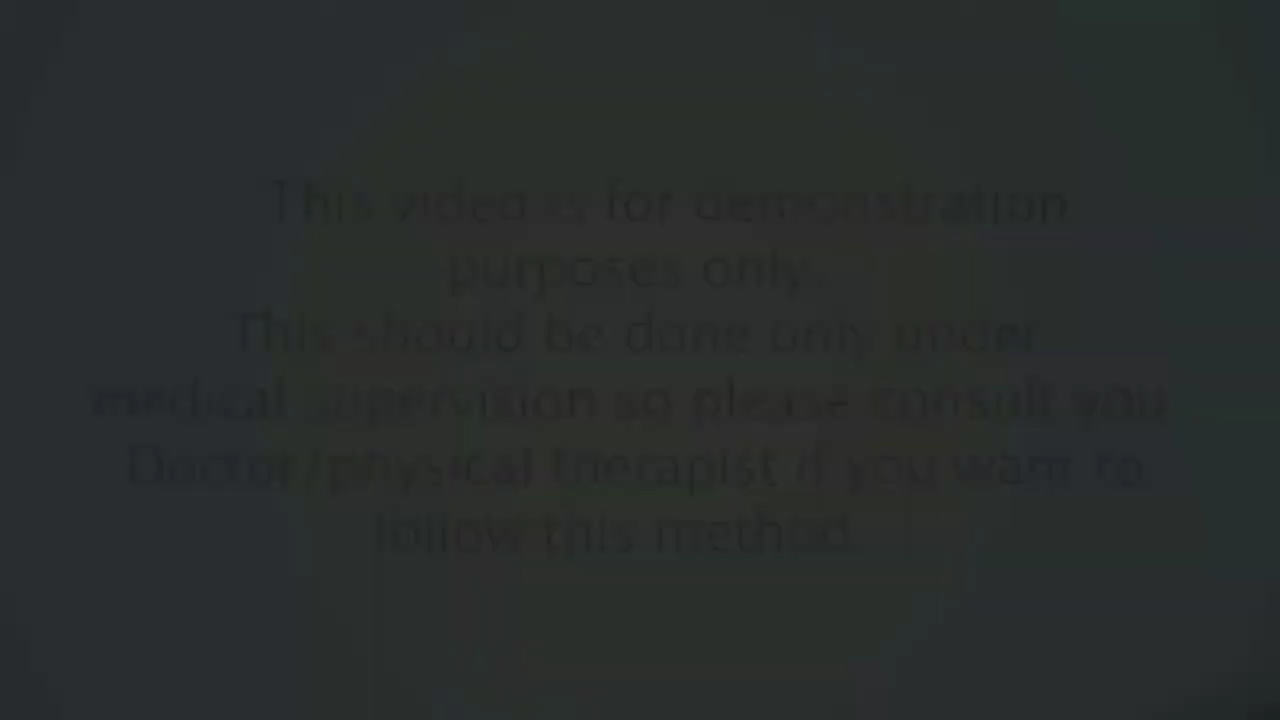 This video is for demonstration
purposes only.
This should be done only under
medical supervision so please consult you
Doctor/physical therapist if you want to
follow this method.